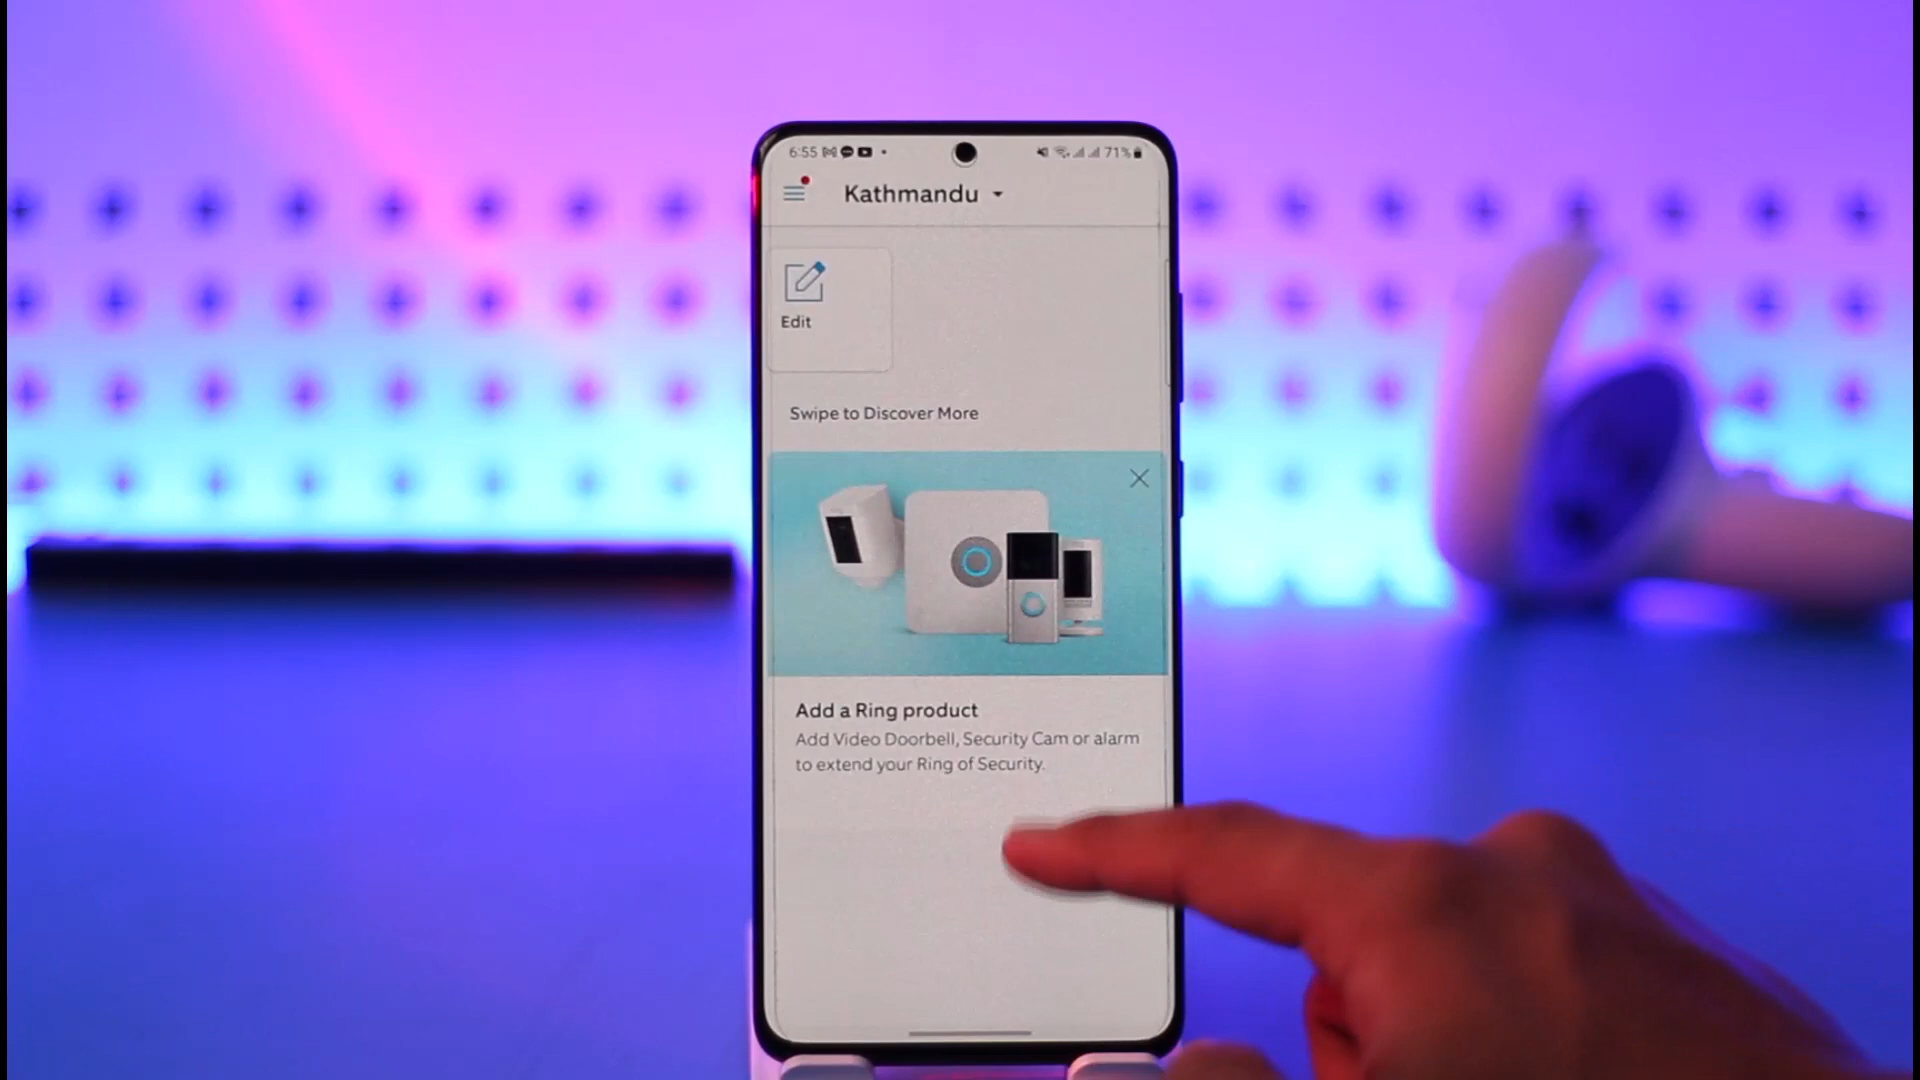 6:55
71%
Kathmandu
Edit
Swipe to Discover More
Add a Ring product
Add Video Doorbell, Security Cam or alarm
to extend your Ring of Security.